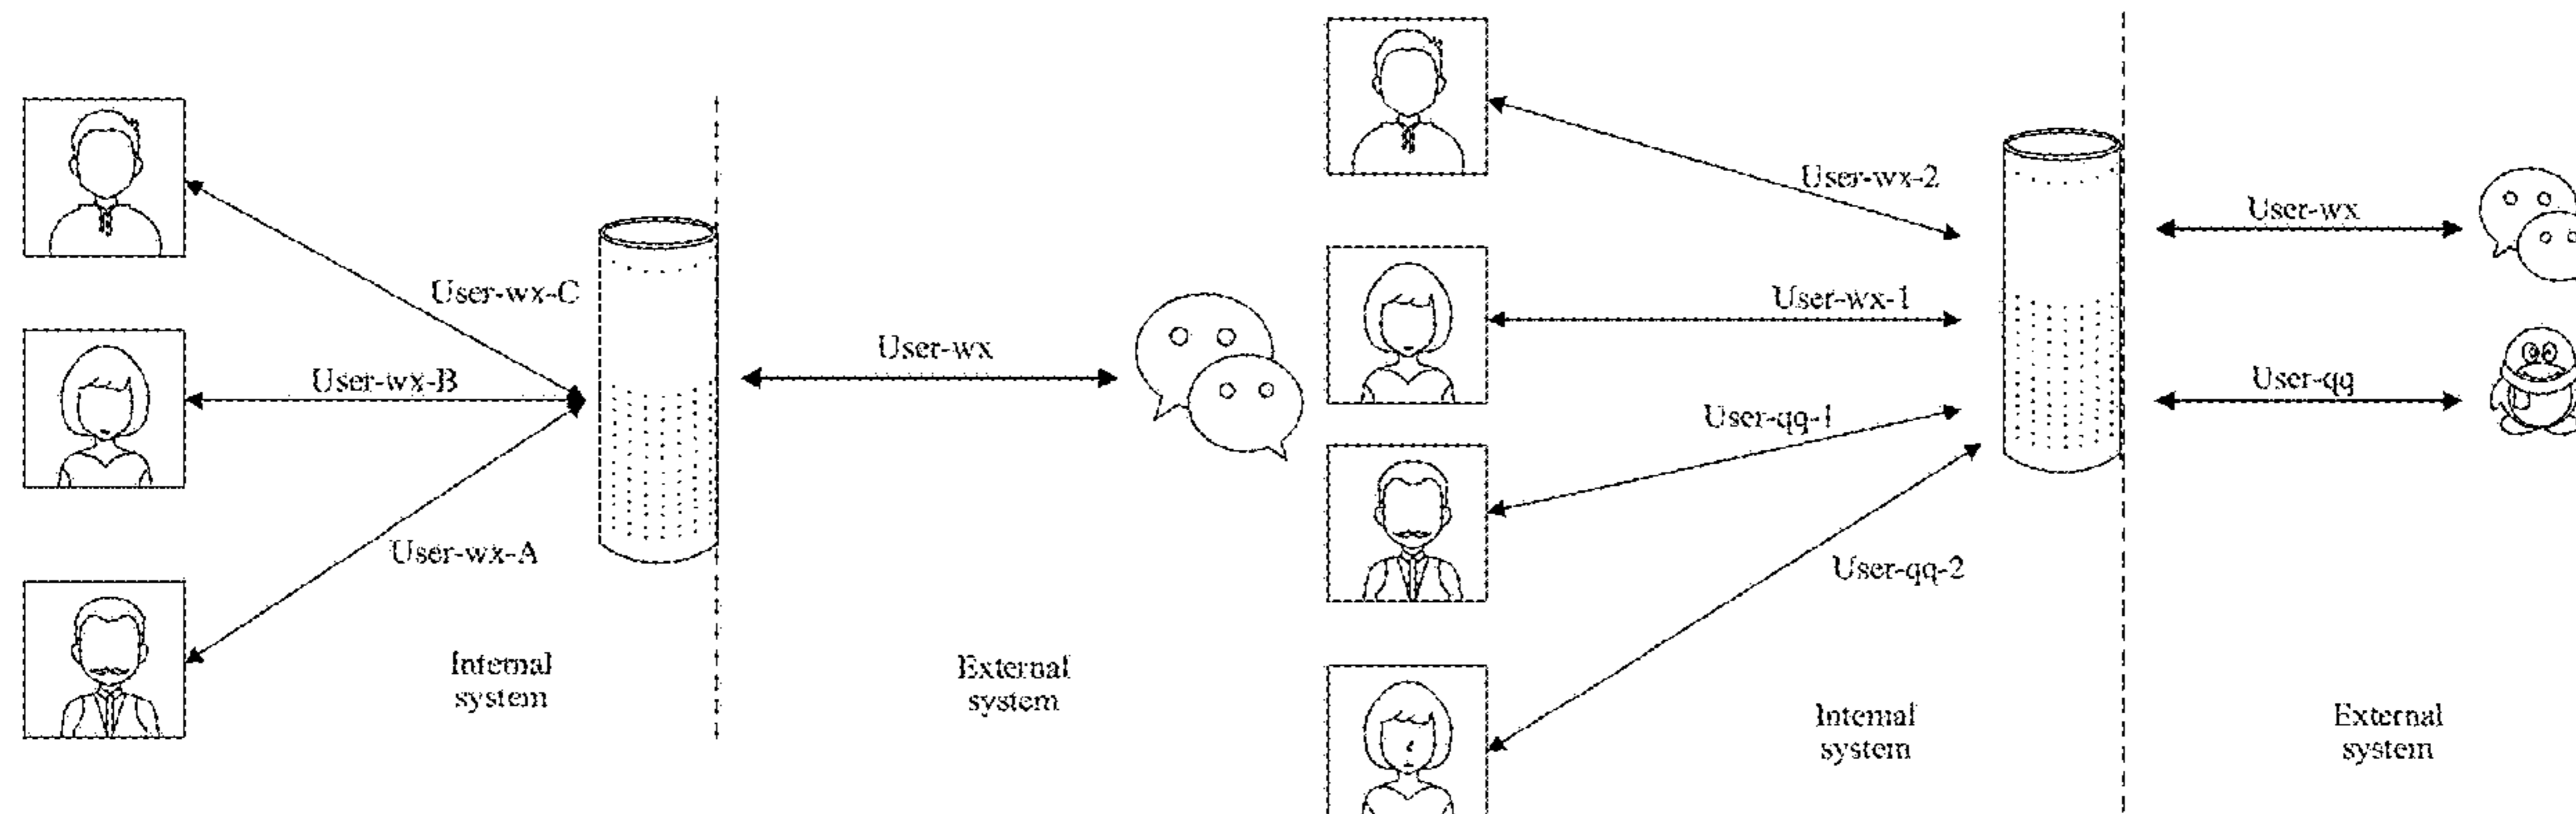 User-wx-C
User-wx-B
User-wx-A
User-wx
Internal
system
External
system
User-wx-2
User-wx-1
User-qq-1
User-qq-2
User-wx
User-qq
Internal
system
External
system